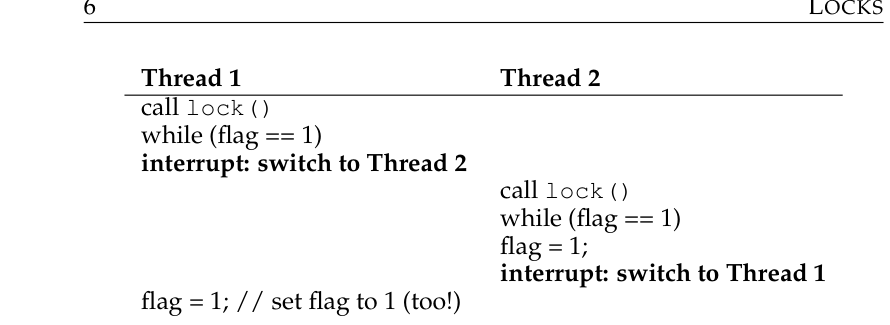 6 LOCKS
Thread 1 Thread 2
call lock()
while (flag == 1)
interrupt: switch to Thread 2
call lock()
while (flag == 1)
flag = 1;
interrupt: switch to Thread 1
flag = 1; // set flag to 1 (too!)